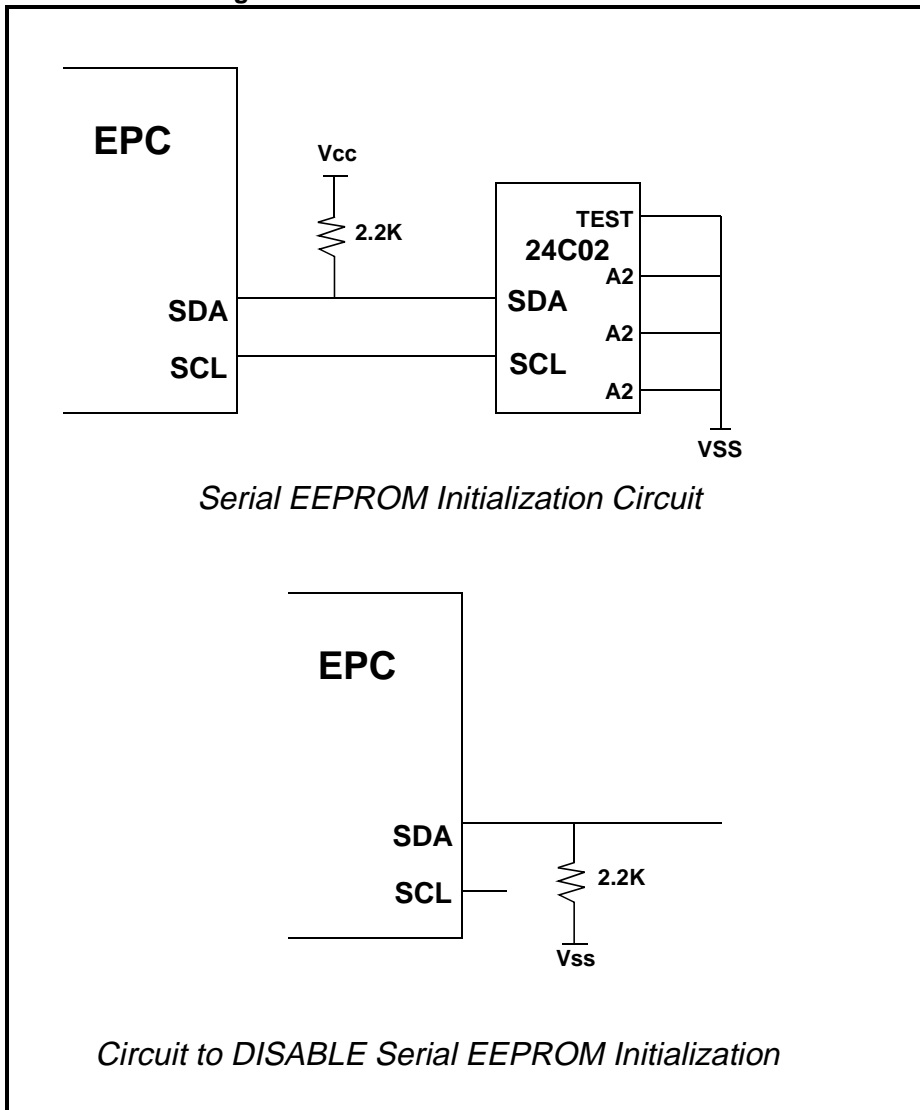 EPC
Vcc
2.2K
TEST
24C02
A2
SDA
SDA
A2
SCL
SCL
A2
VSS
Serial EEPROM Initialization Circuit
EPC
SDA
2.2K
SCL
Vss
Circuit to DISABLE Serial EEPROM Initialization